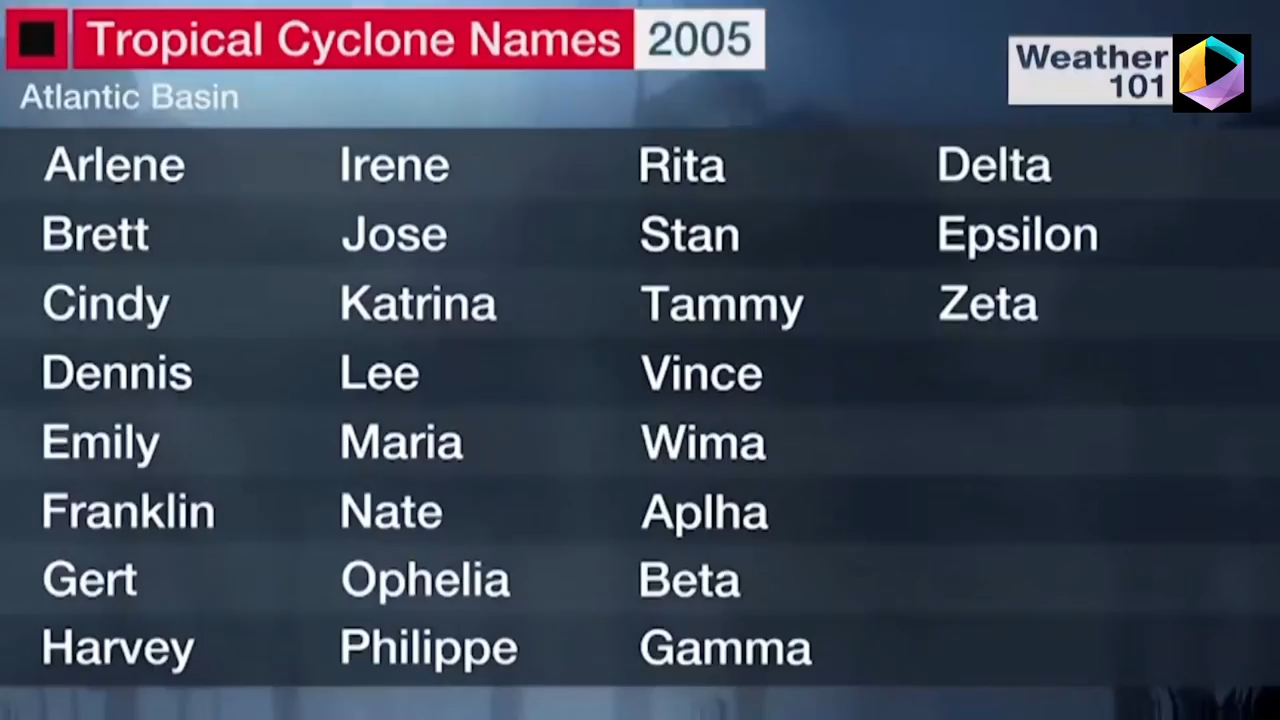 Tropical Cyclone Names 2005
Atlantic Basin
Weather
101
Arlene Irene Rita Delta
Brett Jose Stan Epsilon
Cindy Katrina Tammy Zeta
Dennis Lee Vince
Emily Maria Wima
Franklin Nate Aplha
Gert Ophelia Beta
Harvey Philippe Gamma